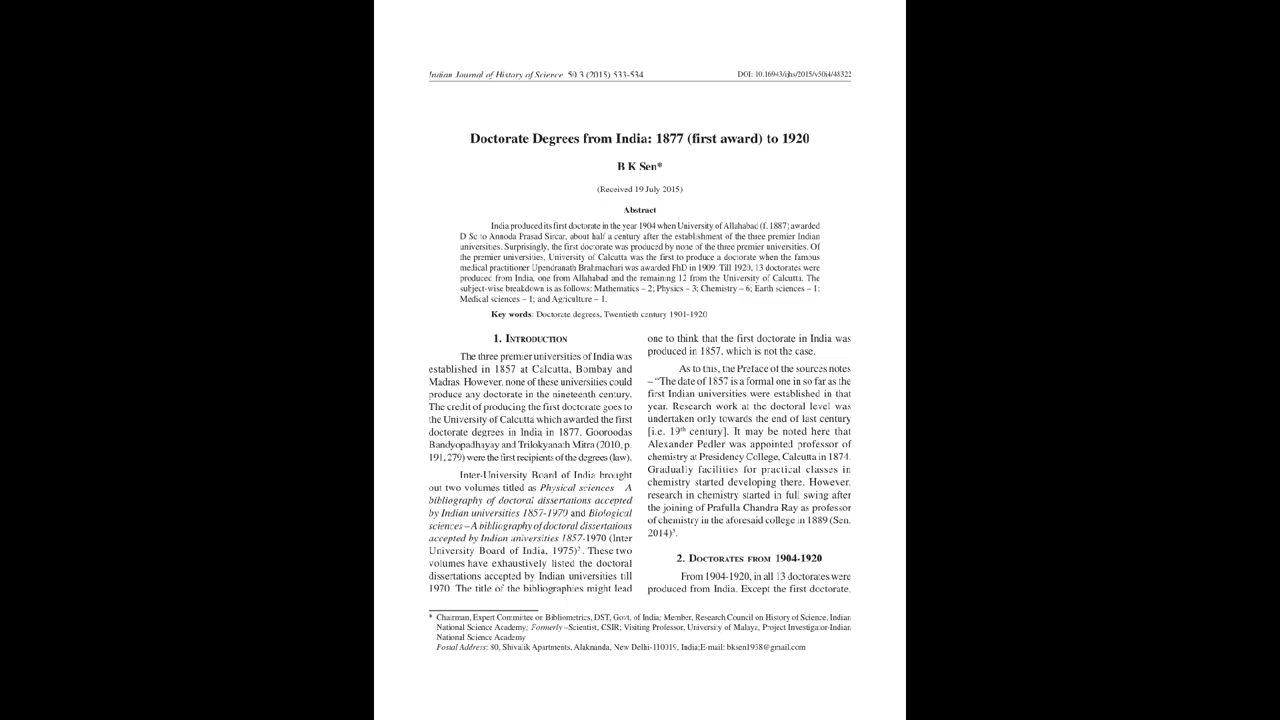 Indian Journal of History of Science, 50.3 (2015) 533-534
DOI: 10.16943/ijhs/2015/v50i4/48322
Doctorate Degrees from India: 1877 (first award) to 1920
B K Sen*
(Received 19 July 2015)
Abstract
India produced its first doctorate in the year 1904 when University of Allahabad (f. 1887) awarded
D Sc to Annoda Prasad Sircar, about half a century after the establishment of the three premier Indian
universities. Surprisingly, the first doctorate was produced by none of the three premier universities. Of
the premier universities, University of Calcutta was the first to produce a doctorate when the famous
medical practitioner Upendranath Brahmachari was awarded PhD in 1909. Till 1920, 13 doctorates were
produced from India, one from Allahabad and the remaining 12 from the University of Calcutta. The
subject-wise breakdown is as follows: Mathematics – 2; Physics – 3; Chemistry – 6; Earth sciences – 1;
Medical sciences – 1; and Agriculture – 1.
Key words: Doctorate degrees, Twentieth century 1901-1920
1. Introduction
The three premier universities of India was
established in 1857 at Calcutta, Bombay and
Madras. However, none of these universities could
produce any doctorate in the nineteenth century.
The credit of producing the first doctorate goes to
the University of Calcutta which awarded the first
doctorate degrees in India in 1877. Gooroodas
Bandyopadhayay and Trilokyanath Mitra (2010, p.
191, 279) were the first recipients of the degrees (law).
Inter-University Board of India brought
out two volumes titled as Physical sciences – A
bibliography of doctoral dissertations accepted
by Indian universities 1857-1970 and Biological
sciences – A bibliography of doctoral dissertations
accepted by Indian universities 1857-1970 (Inter
University Board of India, 1975)². These two
volumes have exhaustively listed the doctoral
dissertations accepted by Indian universities till
1970. The title of the bibliographies might lead
one to think that the first doctorate in India was
produced in 1857, which is not the case.
As to this, the Preface of the sources notes
– “The date of 1857 is a formal one in so far as the
first Indian universities were established in that
year. Research work at the doctoral level was
undertaken only towards the end of last century
[i.e. 19th century]. It may be noted here that
Alexander Pedler was appointed professor of
chemistry at Presidency College, Calcutta in 1874.
Gradually facilities for practical classes in
chemistry started developing there. However,
research in chemistry started in full swing after
the joining of Prafulla Chandra Ray as professor
of chemistry in the aforesaid college in 1889 (Sen,
2014)³.
2. Doctorates from 1904-1920
From 1904-1920, in all 13 doctorates were
produced from India. Except the first doctorate,
* Chairman, Expert Committee on Bibliometrics, DST, Govt. of India; Member, Research Council on History of Science, Indian
National Science Academy; Formerly –Scientist, CSIR; Visiting Professor, University of Malaya, Project Investigator-Indian
National Science Academy
Postal Address: 80, Shivalik Apartments, Alaknanda, New Delhi-110019, India;E-mail: bksen1938@gmail.com